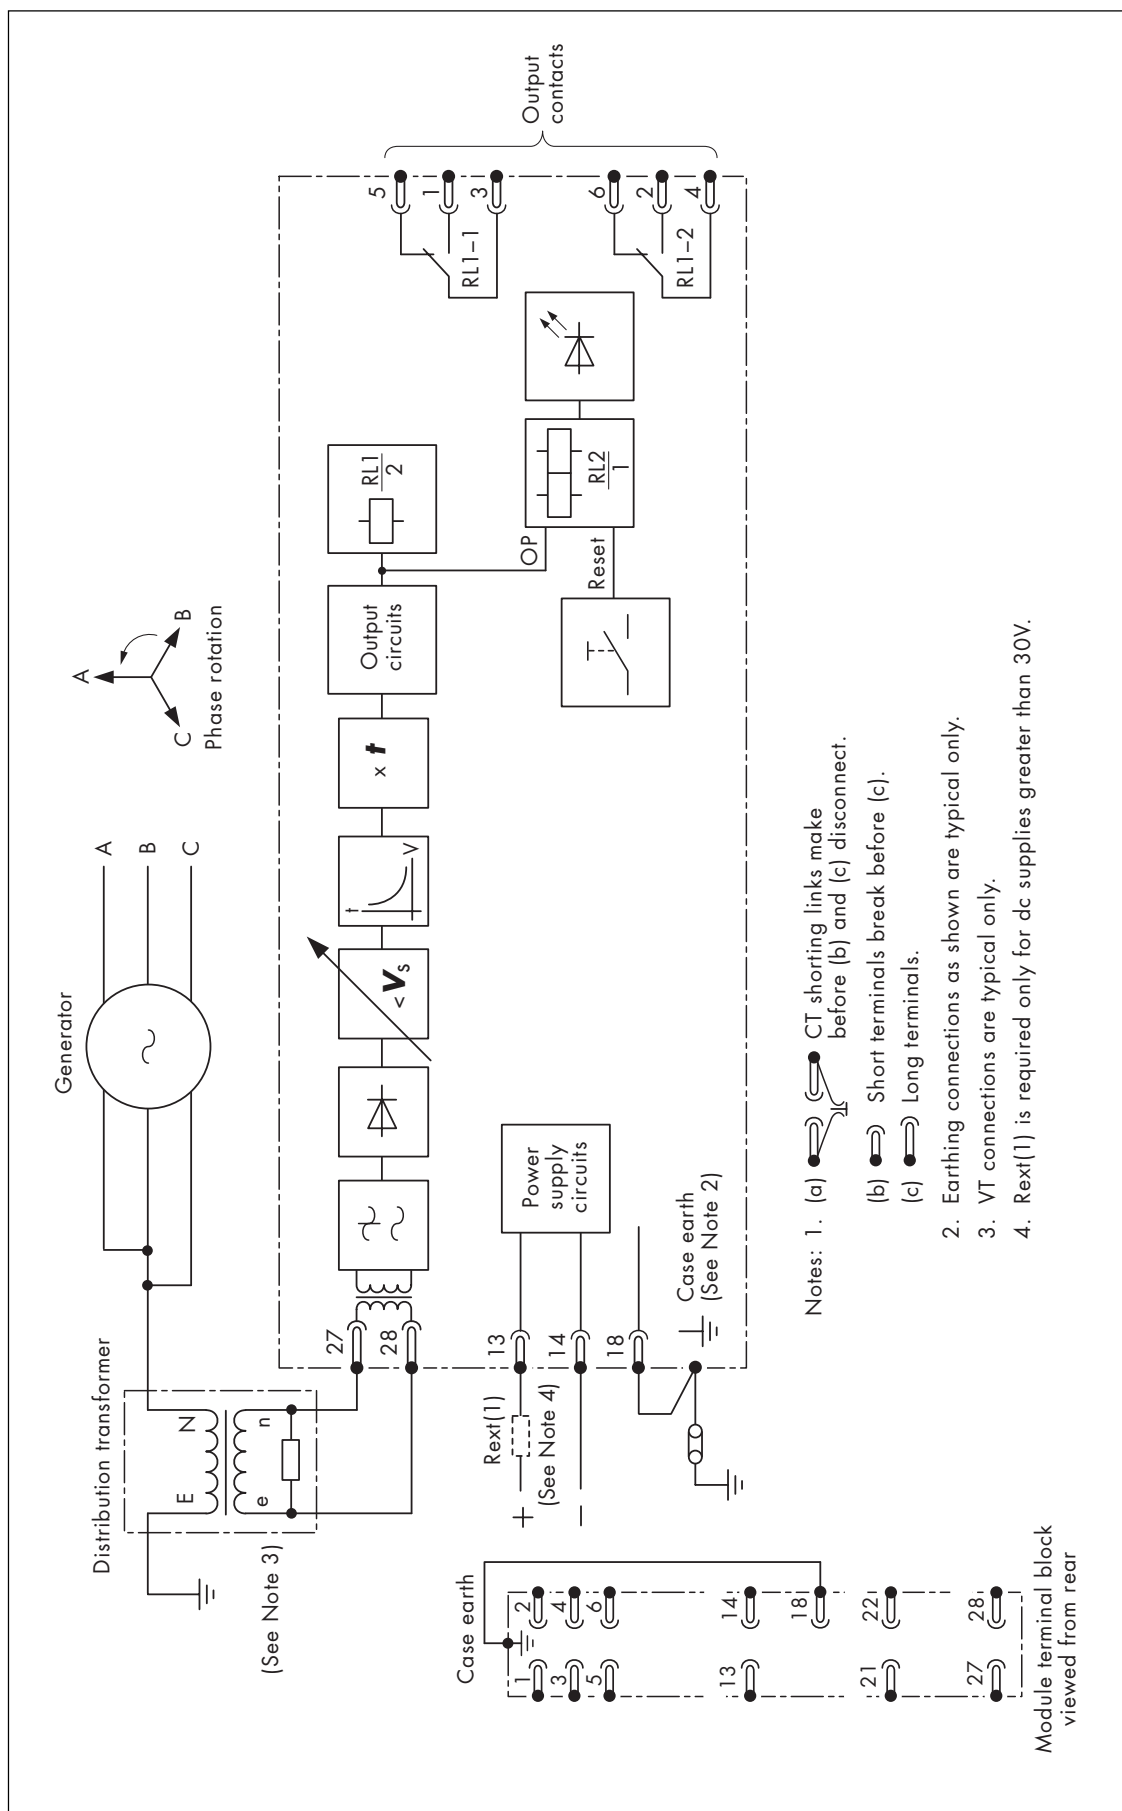 Distribution transformer
E
N
e
n
(See Note 3)
Generator
A
B
C
A
B
C
Phase rotation
27
28
< Vs
t
V
x t
Output
circuits
RL1
2
OP
Reset
RL2
1
5
1
3
RL1–1
6
2
4
RL1–2
Output
contacts
Rext(1)
(See Note 4)
+
–
13
14
18
Power
supply
circuits
Case earth
(See Note 2)
Case earth
1
2
3
4
5
6
13
14
18
21
22
27
28
Module terminal block
viewed from rear
Notes: 1. (a) CT shorting links make
before (b) and (c) disconnect.
(b) Short terminals break before (c).
(c) Long terminals.
2. Earthing connections as shown are typical only.
3. VT connections are typical only.
4. Rext(1) is required only for dc supplies greater than 30V.